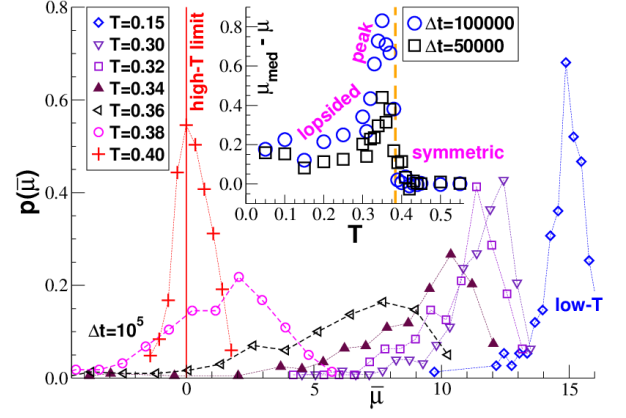 T=0.15
T=0.30
T=0.32
T=0.34
T=0.36
T=0.38
T=0.40
high-T limit
Δt=100000
Δt=50000
peak
lopsided
symmetric
μ_med - μ
0.8
0.6
0.4
0.2
0.0
0.0 0.1 0.2 0.3 0.4 0.5
T
p(μ̄)
0.8
0.6
0.4
0.2
0.0
Δt=10⁵
low-T
0 5 10 15
μ̄